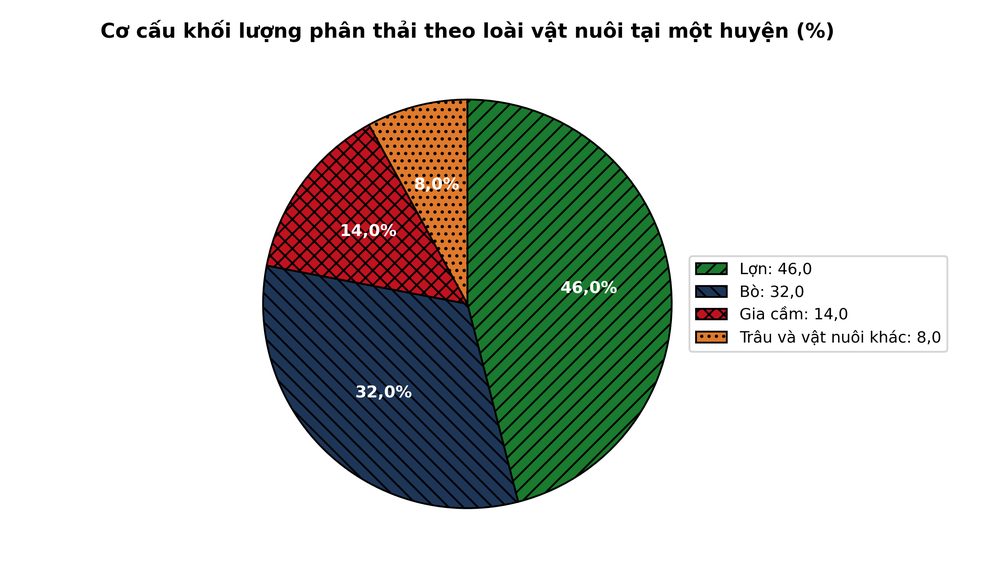 Cơ cấu khối lượng phân thải theo loài vật nuôi tại một huyện (%)
8,0%
14,0%
46,0%
32,0%
Lợn: 46,0
Bò: 32,0
Gia cầm: 14,0
Trâu và vật nuôi khác: 8,0